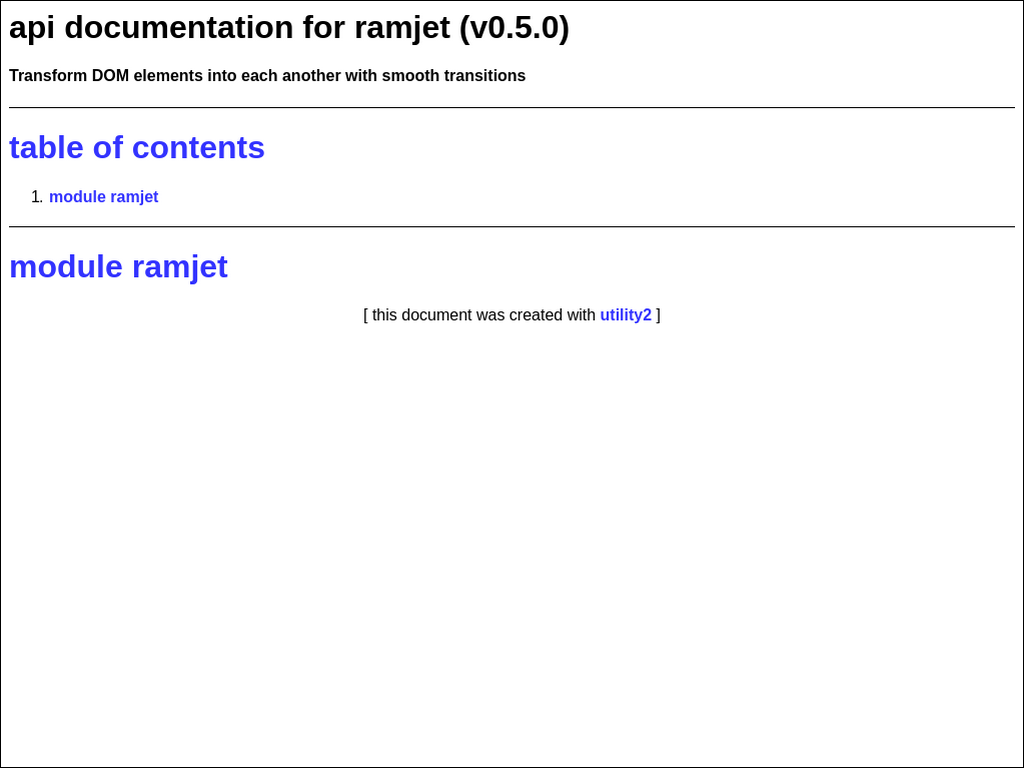 api documentation for ramjet (v0.5.0)
Transform DOM elements into each another with smooth transitions
table of contents
1. module ramjet
module ramjet
[ this document was created with utility2 ]